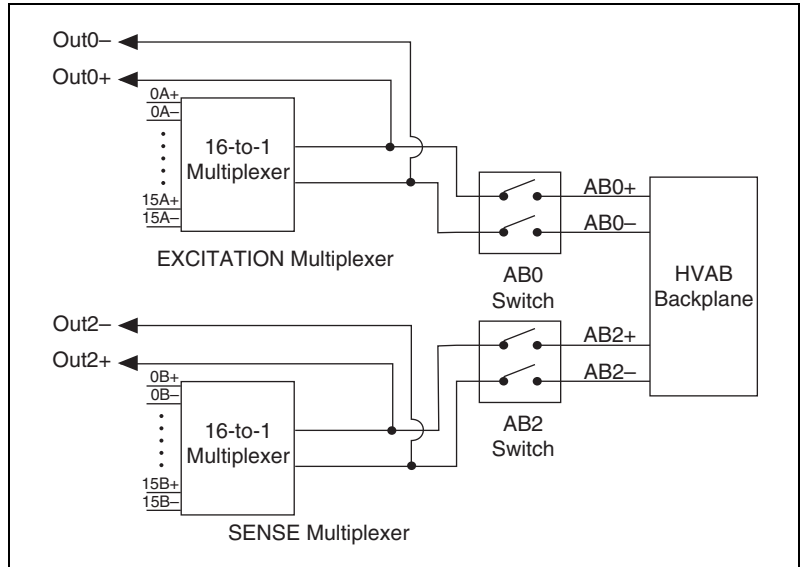 Out0–
Out0+
0A+
0A–
16-to-1
Multiplexer
15A+
15A–
EXCITATION Multiplexer
AB0+
AB0–
AB0
Switch
HVAB
Backplane
Out2–
Out2+
0B+
0B–
16-to-1
Multiplexer
15B+
15B–
SENSE Multiplexer
AB2+
AB2–
AB2
Switch